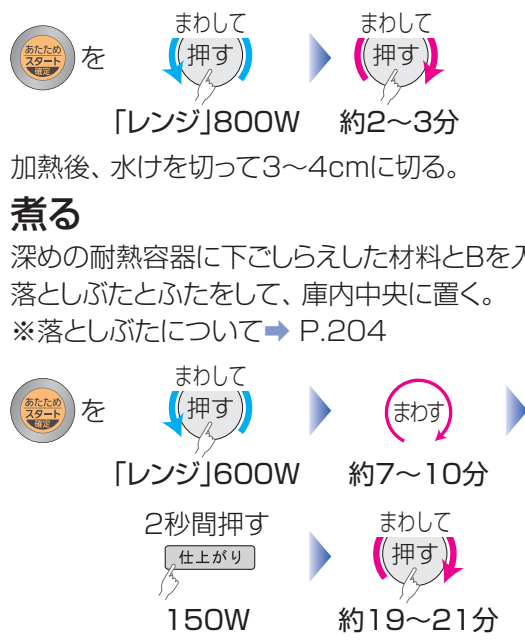 まわして まわして
あたため スタート 確定 を 押す 押す
「レンジ」800W 約2～3分
加熱後、水けを切って3～4cmに切る。
煮る
深めの耐熱容器に下ごしらえした材料とBを入
落としぶたとふたをして、庫内中央に置く。
※落としぶたについて➡ P.204
まわして
あたため スタート 確定 を 押す まわす
「レンジ」600W 約7～10分
2秒間押す まわして
仕上がり 押す
150W 約19～21分